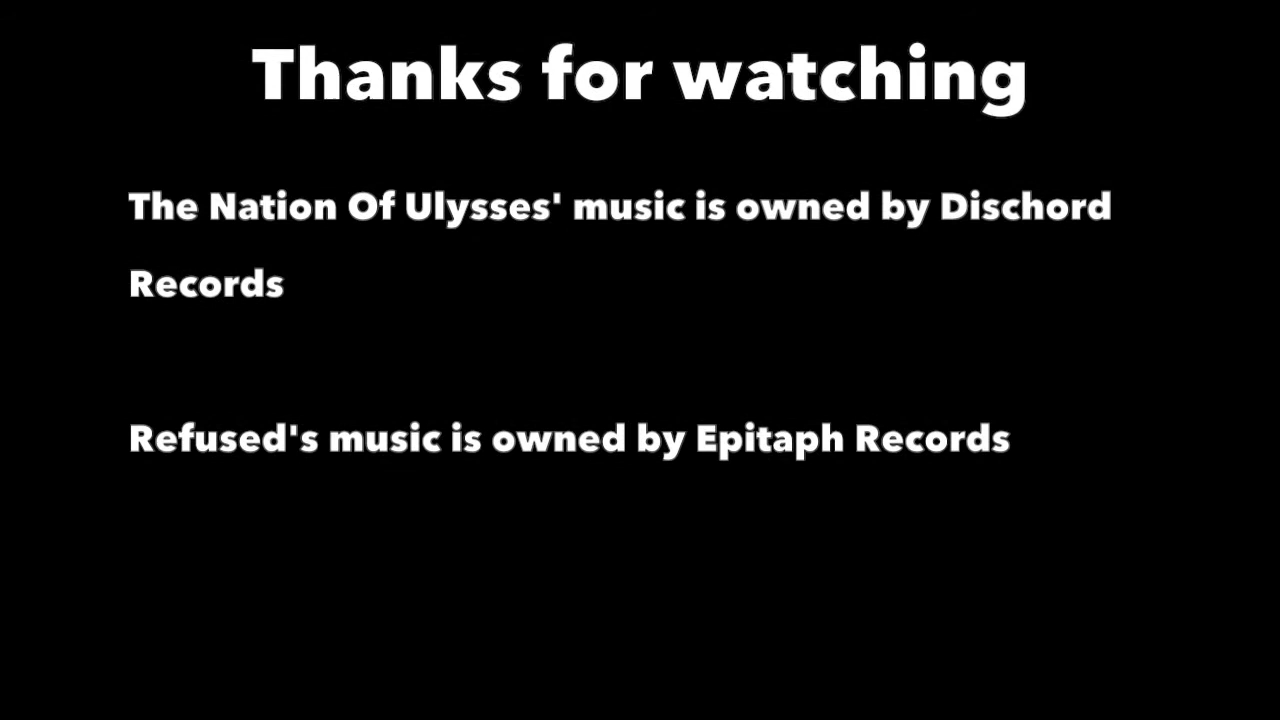 Thanks for watching
The Nation Of Ulysses' music is owned by Dischord
Records
Refused's music is owned by Epitaph Records